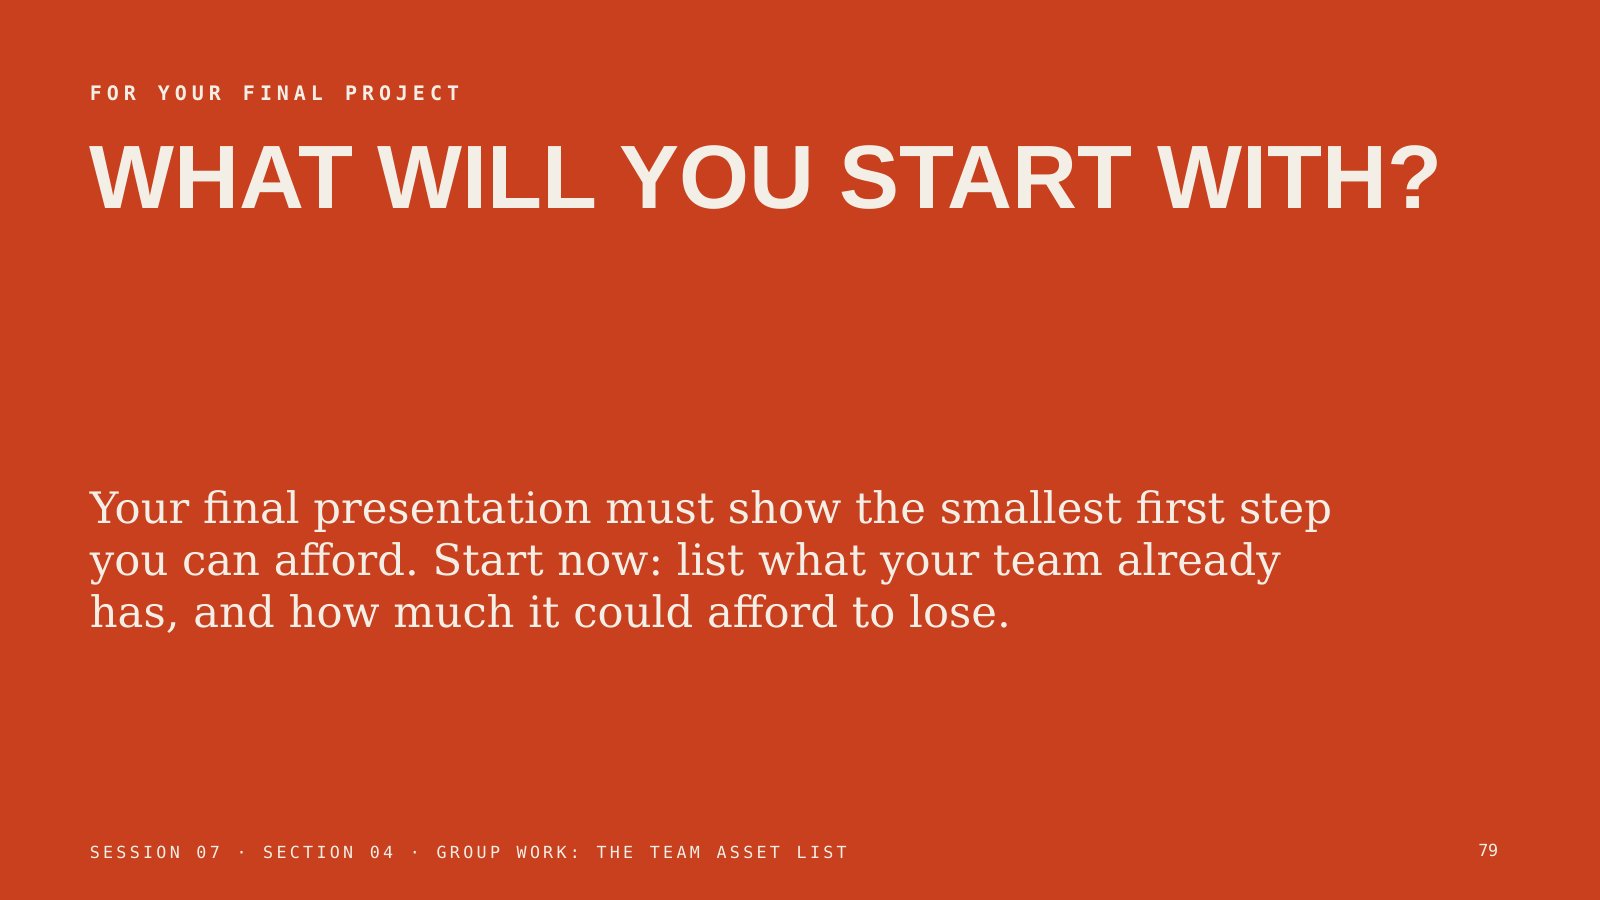 FOR YOUR FINAL PROJECT
WHAT WILL YOU START WITH?
Your final presentation must show the smallest first step
you can afford. Start now: list what your team already
has, and how much it could afford to lose.
SESSION 07 · SECTION 04 · GROUP WORK: THE TEAM ASSET LIST
79